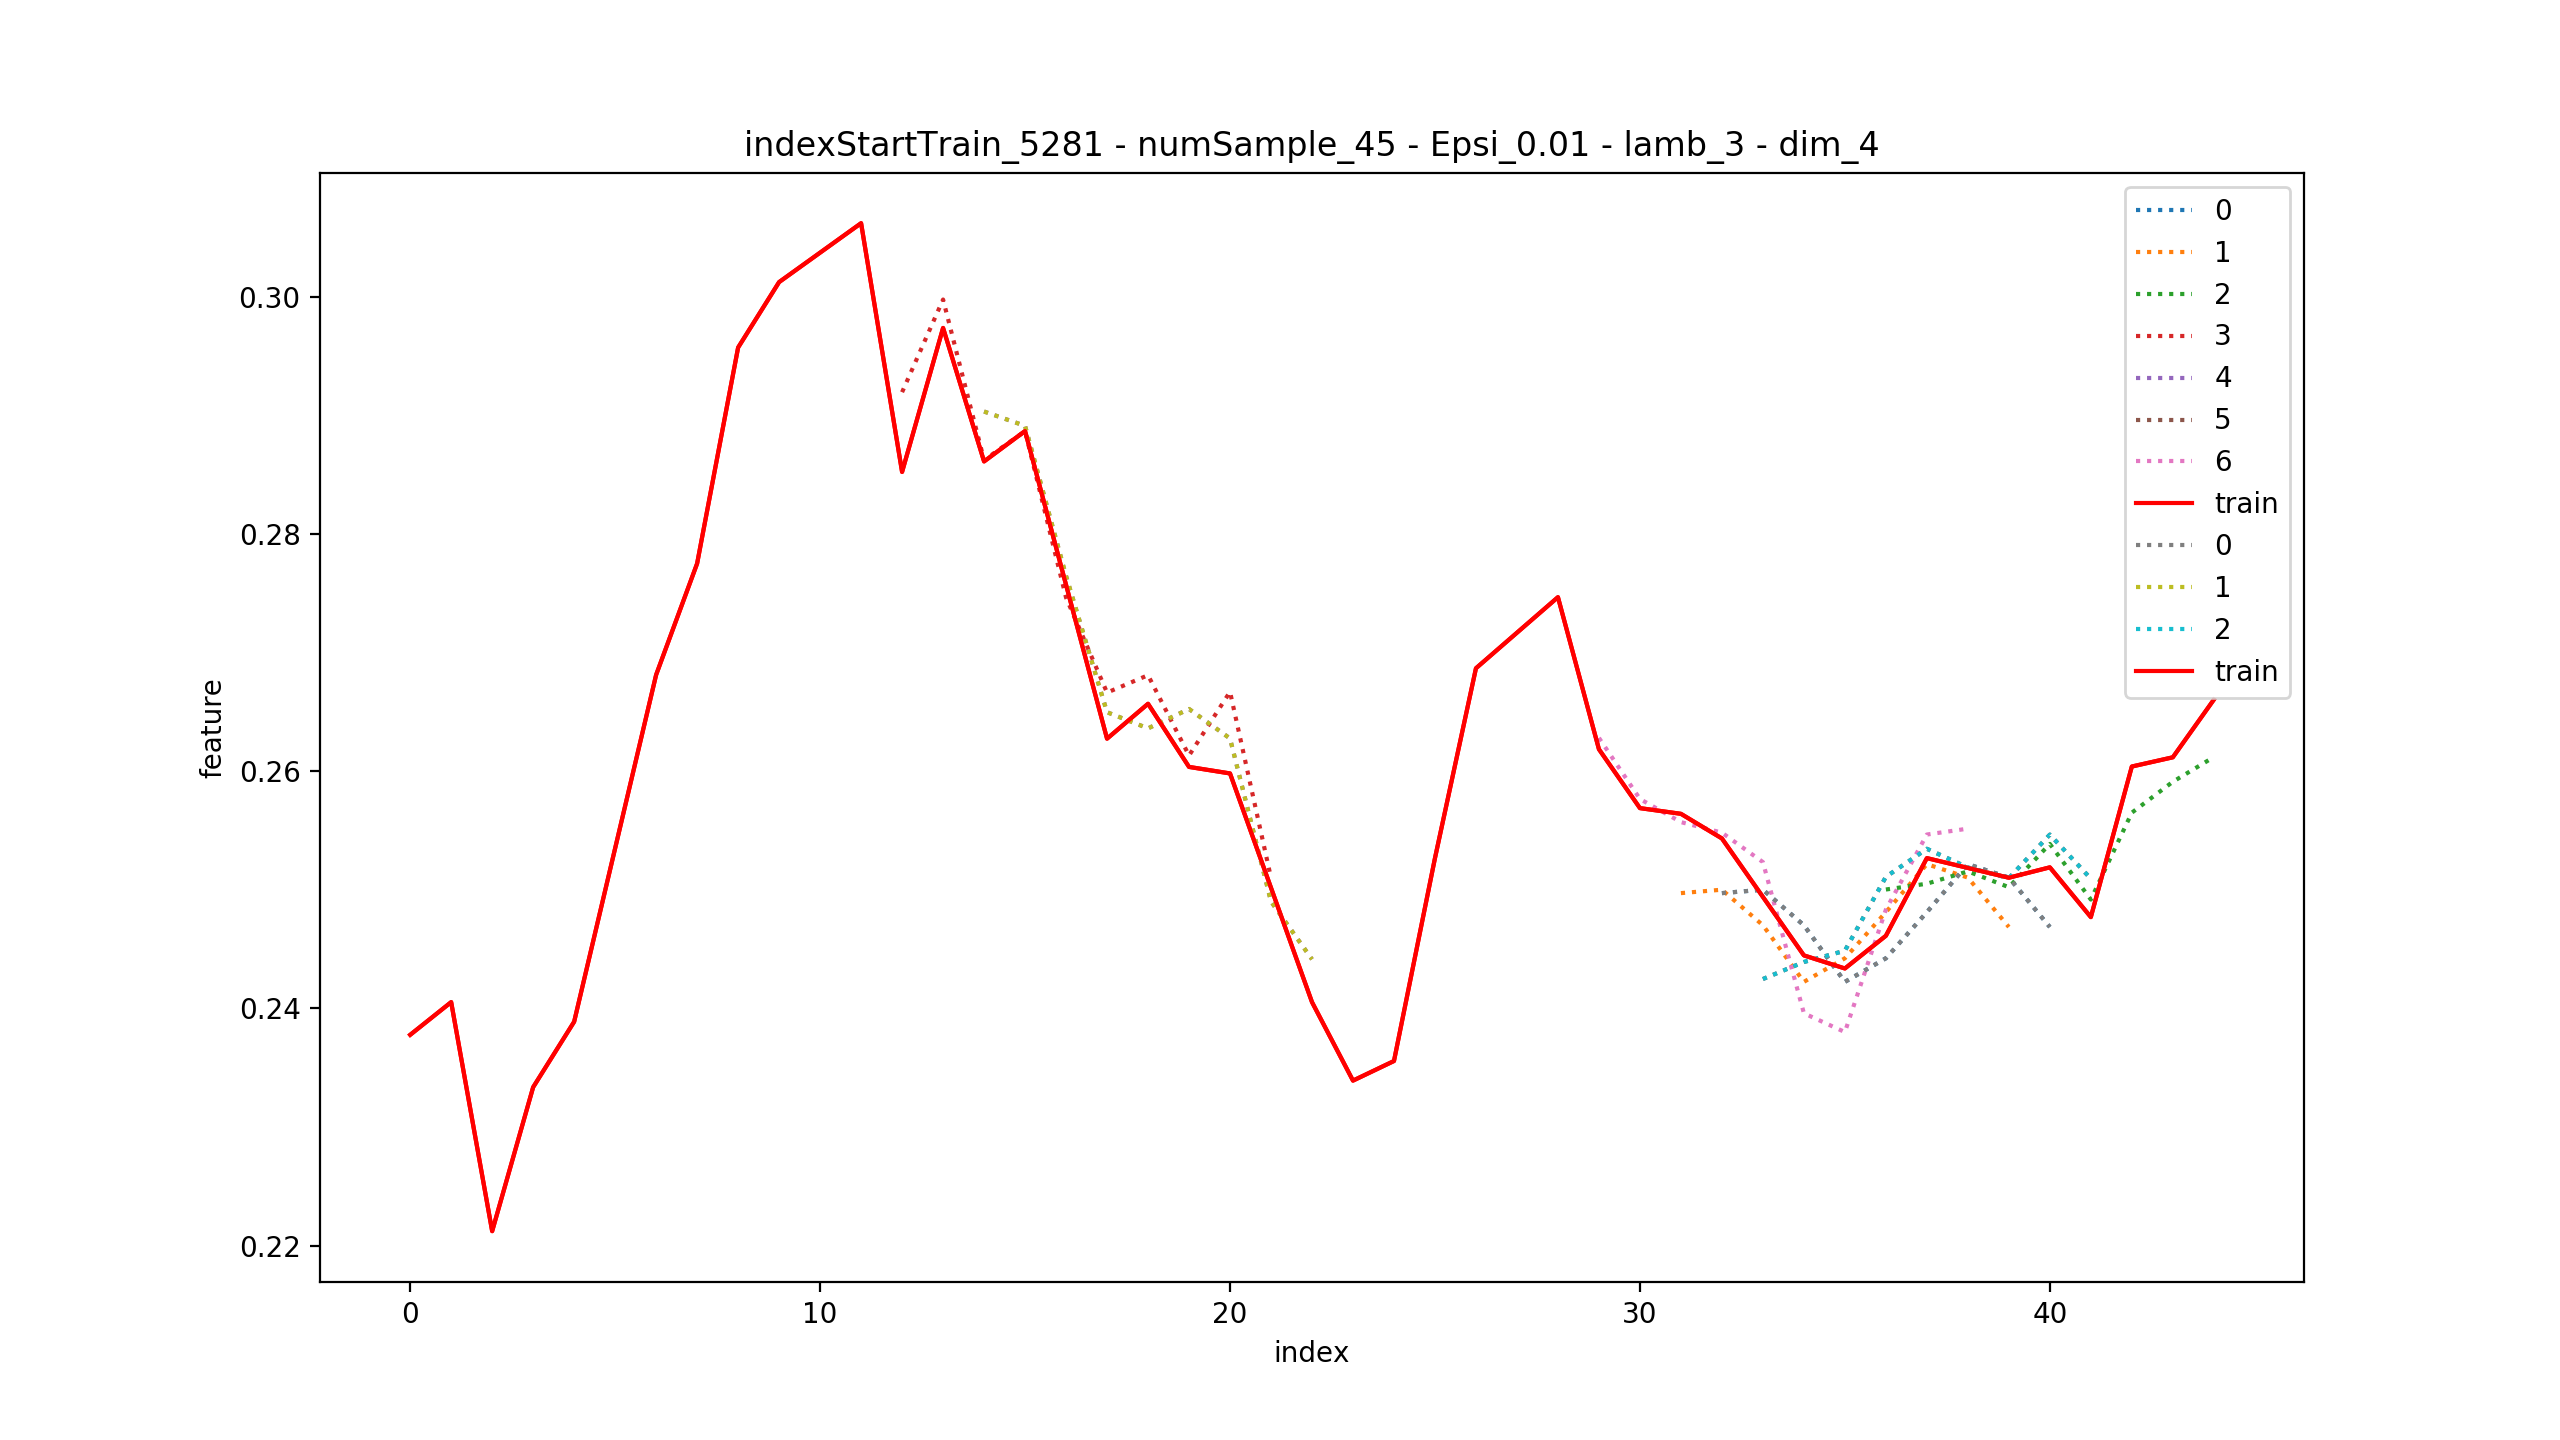 indexStartTrain_5281 - numSample_45 - Epsi_0.01 - lamb_3 - dim_4
0
1
2
3
4
5
6
train
0
1
2
train
0.30
0.28
0.26
0.24
0.22
feature
0 10 20 30 40
index